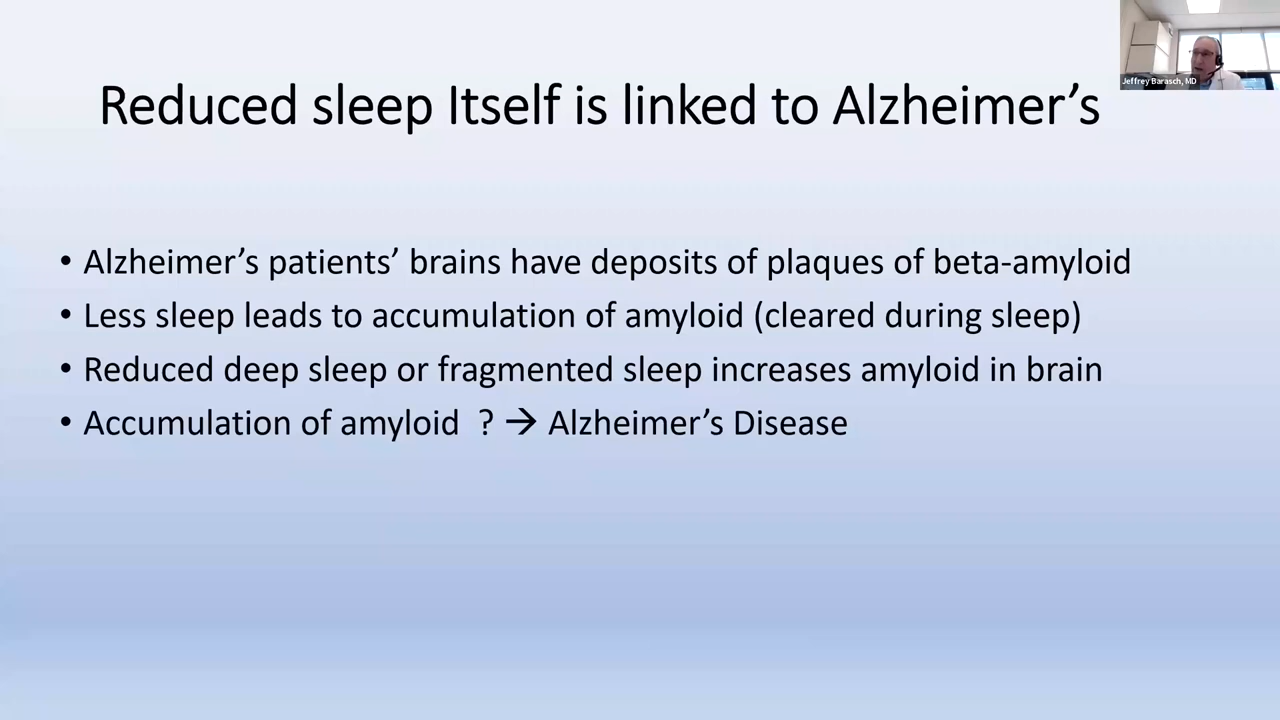 Jeffrey Barasch, MD
Reduced sleep Itself is linked to Alzheimer’s
• Alzheimer’s patients’ brains have deposits of plaques of beta-amyloid
• Less sleep leads to accumulation of amyloid (cleared during sleep)
• Reduced deep sleep or fragmented sleep increases amyloid in brain
• Accumulation of amyloid  ? → Alzheimer’s Disease